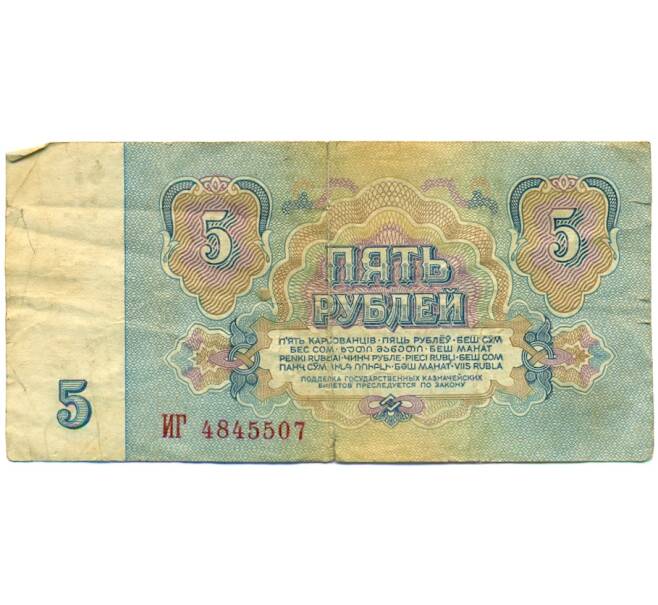 5
5
ПЯТЬ
РУБЛЕЙ
П'ЯТЬ КАРБОВАНЦІВ · ПЯЦЬ РУБЛЁЎ · БЕШ СЎМ
БЕС СОМ · ᲮᲣᲗᲘ ᲛᲐᲜᲔᲗᲘ · БЕШ МАНАТ
PENKI RUBLIAI · ЧИНЧ РУБЛЕ · PIECI RUBĻI · БЕШ СОМ
ПАНҶ СӮМ · ՀԻՆԳ ՌՈՒԲԼԻ · БӘШ МАНАТ · VIIS RUBLA
ПОДДЕЛКА ГОСУДАРСТВЕННЫХ КАЗНАЧЕЙСКИХ
БИЛЕТОВ ПРЕСЛЕДУЕТСЯ ПО ЗАКОНУ
5
ИГ 4845507